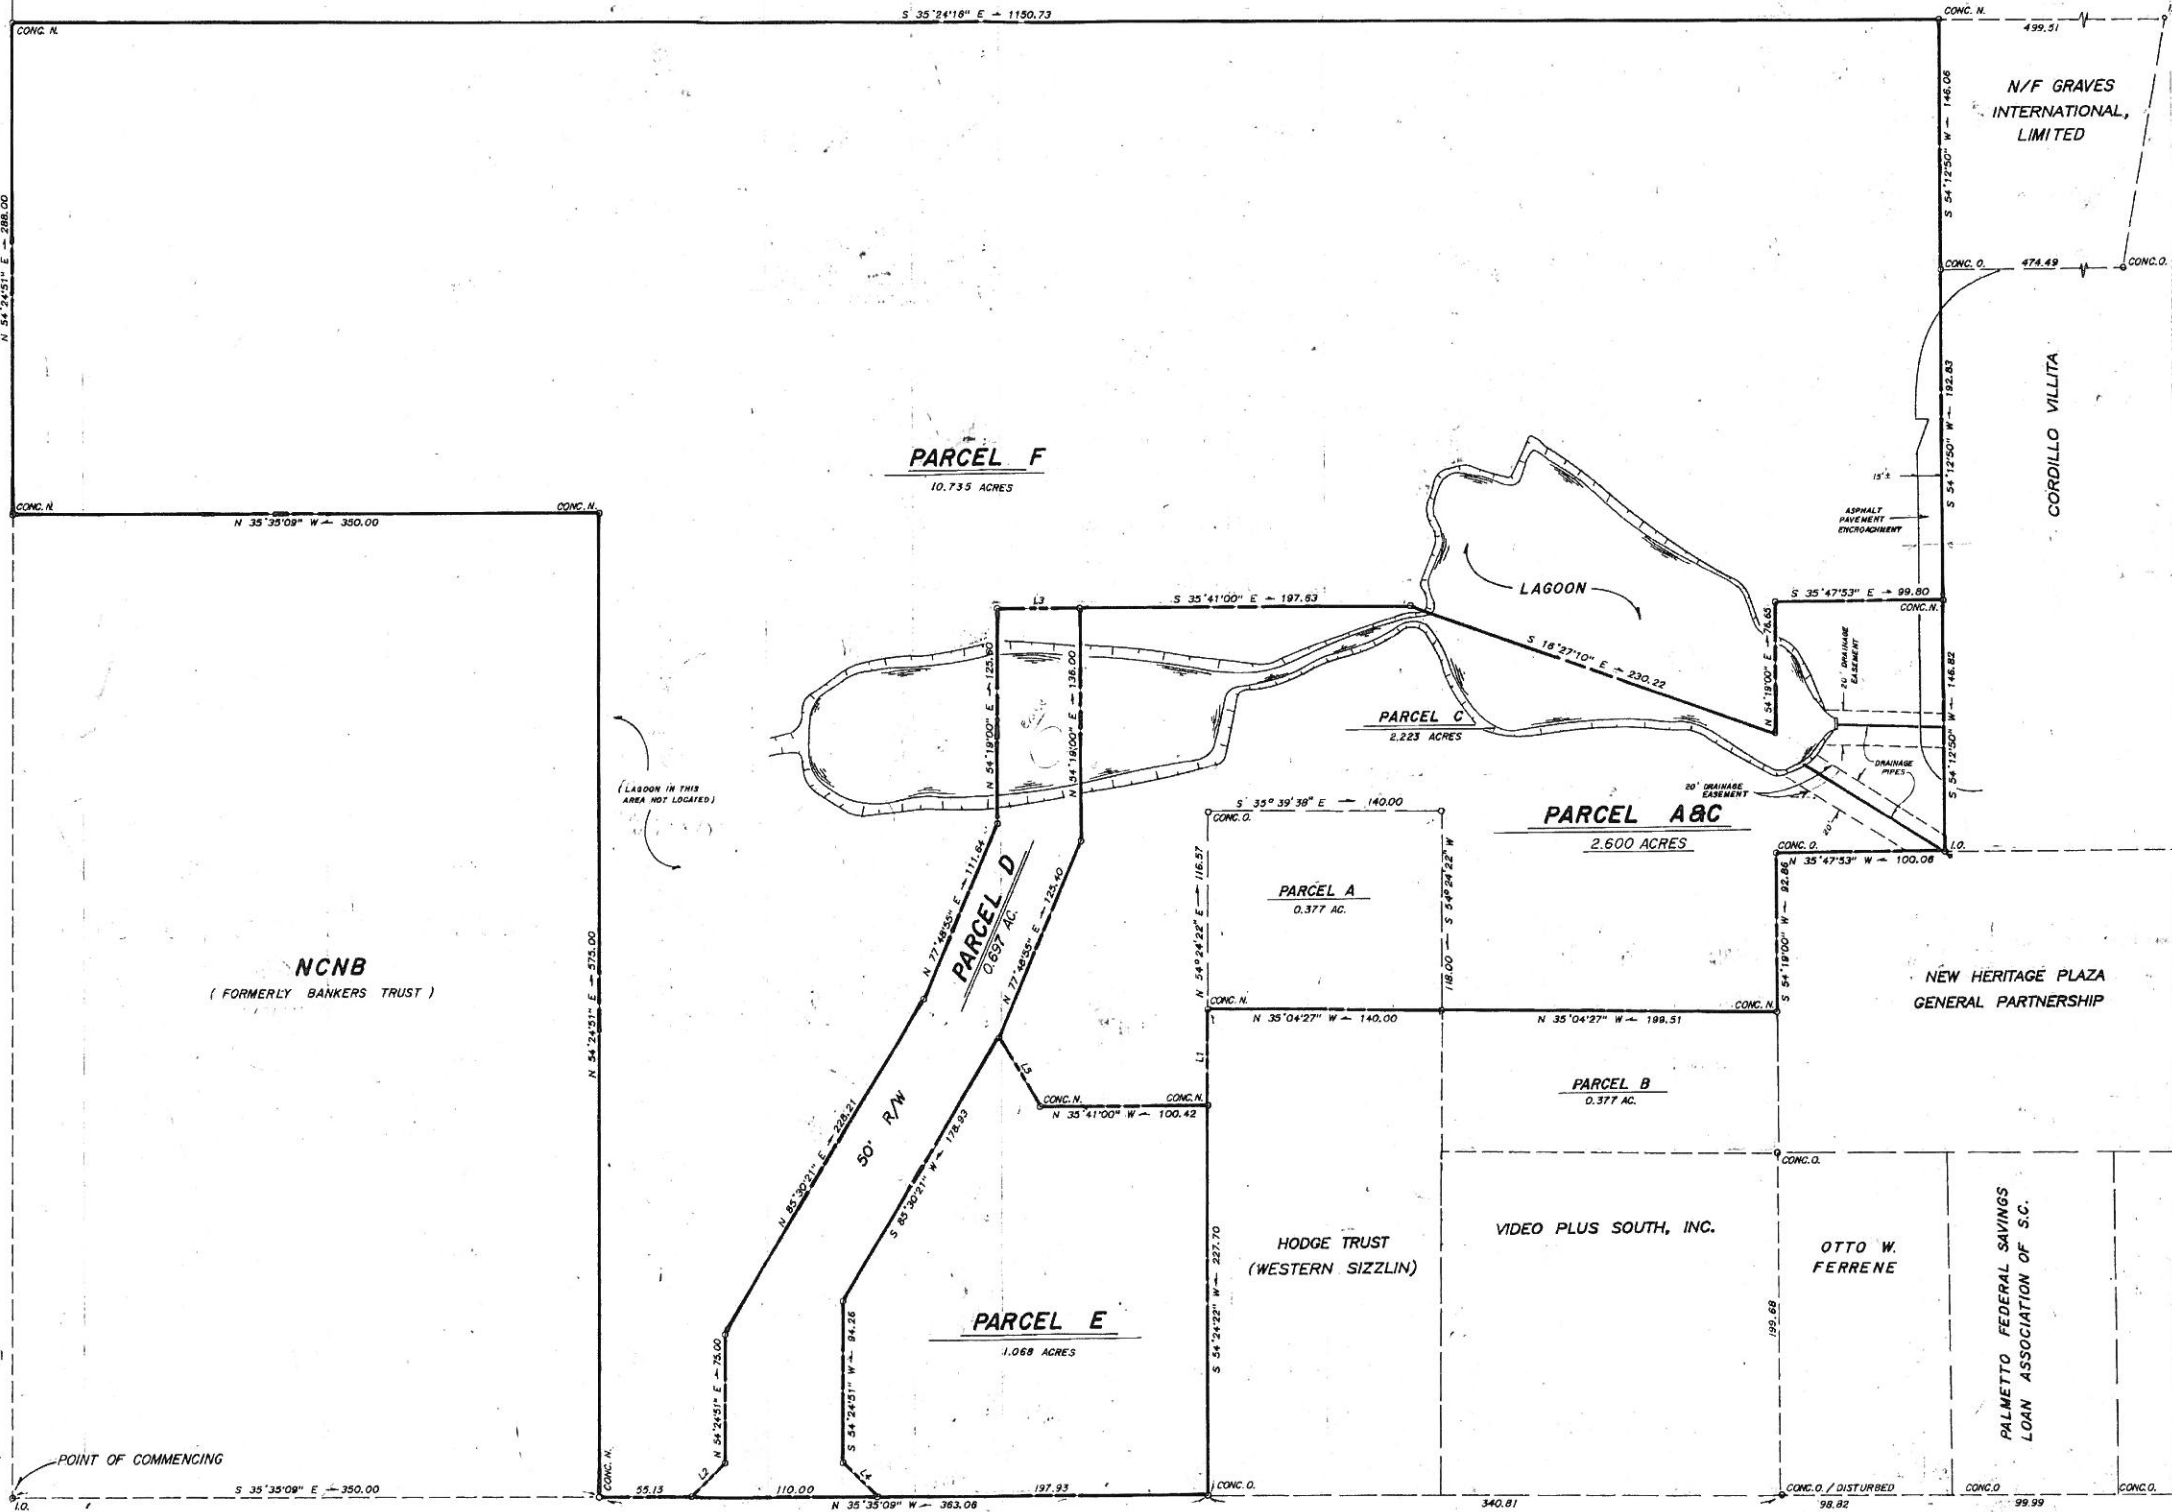 S 35°24'16" E 1150.73
CONC. N.
CONC. N.
499.51
N/F GRAVES
INTERNATIONAL,
LIMITED
S 54°12'50" W 146.06
N 54°24'51" E 288.00
CONC. O.
474.49
CONC. O.
CORDILLO VILLITA
S 54°12'50" W 192.83
15'±
ASPHALT
PAVEMENT
ENCROACHMENT
PARCEL F
10.735 ACRES
CONC. N.
N 35°35'09" W 350.00
CONC. N.
LAGOON
L3
S 35°41'00" E 197.63
S 35°47'53" E 99.80
CONC. N.
N 54°19'00" E 76.65
S 16°27'10" E 230.22
20' DRAINAGE
EASEMENT
S 54°12'50" W 146.82
N 54°19'00" E 125.60
N 54°19'00" E 136.00
PARCEL C
2.223 ACRES
(LAGOON IN THIS
AREA NOT LOCATED)
DRAINAGE
PIPES
20' DRAINAGE
EASEMENT
20'
S 35°39'38" E 140.00
CONC. O.
PARCEL A&C
2.600 ACRES
N 54°24'22" E 116.57
118.00 S 54°24'22" W
PARCEL A
0.377 AC.
CONC. O.
N 35°47'53" W 100.06
I.O.
S 54°19'00" W 92.86
N 77°48'55" E 111.64
PARCEL D
0.697 AC.
N 77°48'55" E 125.40
NCNB
(FORMERLY BANKERS TRUST)
N 54°24'51" E 575.00
NEW HERITAGE PLAZA
GENERAL PARTNERSHIP
CONC. N.
N 35°04'27" W 140.00
CONC. N.
N 35°04'27" W 199.51
L1
L5
CONC. N.
CONC. N.
N 35°41'00" W 100.42
PARCEL B
0.377 AC.
N 85°30'21" E 228.21
50' R/W
S 85°30'21" W 178.93
CONC. O.
HODGE TRUST
(WESTERN SIZZLIN)
VIDEO PLUS SOUTH, INC.
OTTO W.
FERRENE
PALMETTO FEDERAL SAVINGS
LOAN ASSOCIATION OF S.C.
S 54°24'22" W 227.70
199.68
PARCEL E
1.068 ACRES
N 54°24'51" E 75.00
S 54°24'51" W 94.26
L2
L4
POINT OF COMMENCING
I.O.
S 35°35'09" E 350.00
CONC. N.
55.13
110.00
N 35°35'09" W 363.06
197.93
CONC. O.
340.81
CONC. O. / DISTURBED
98.82
CONC. O
99.99
CONC. O.